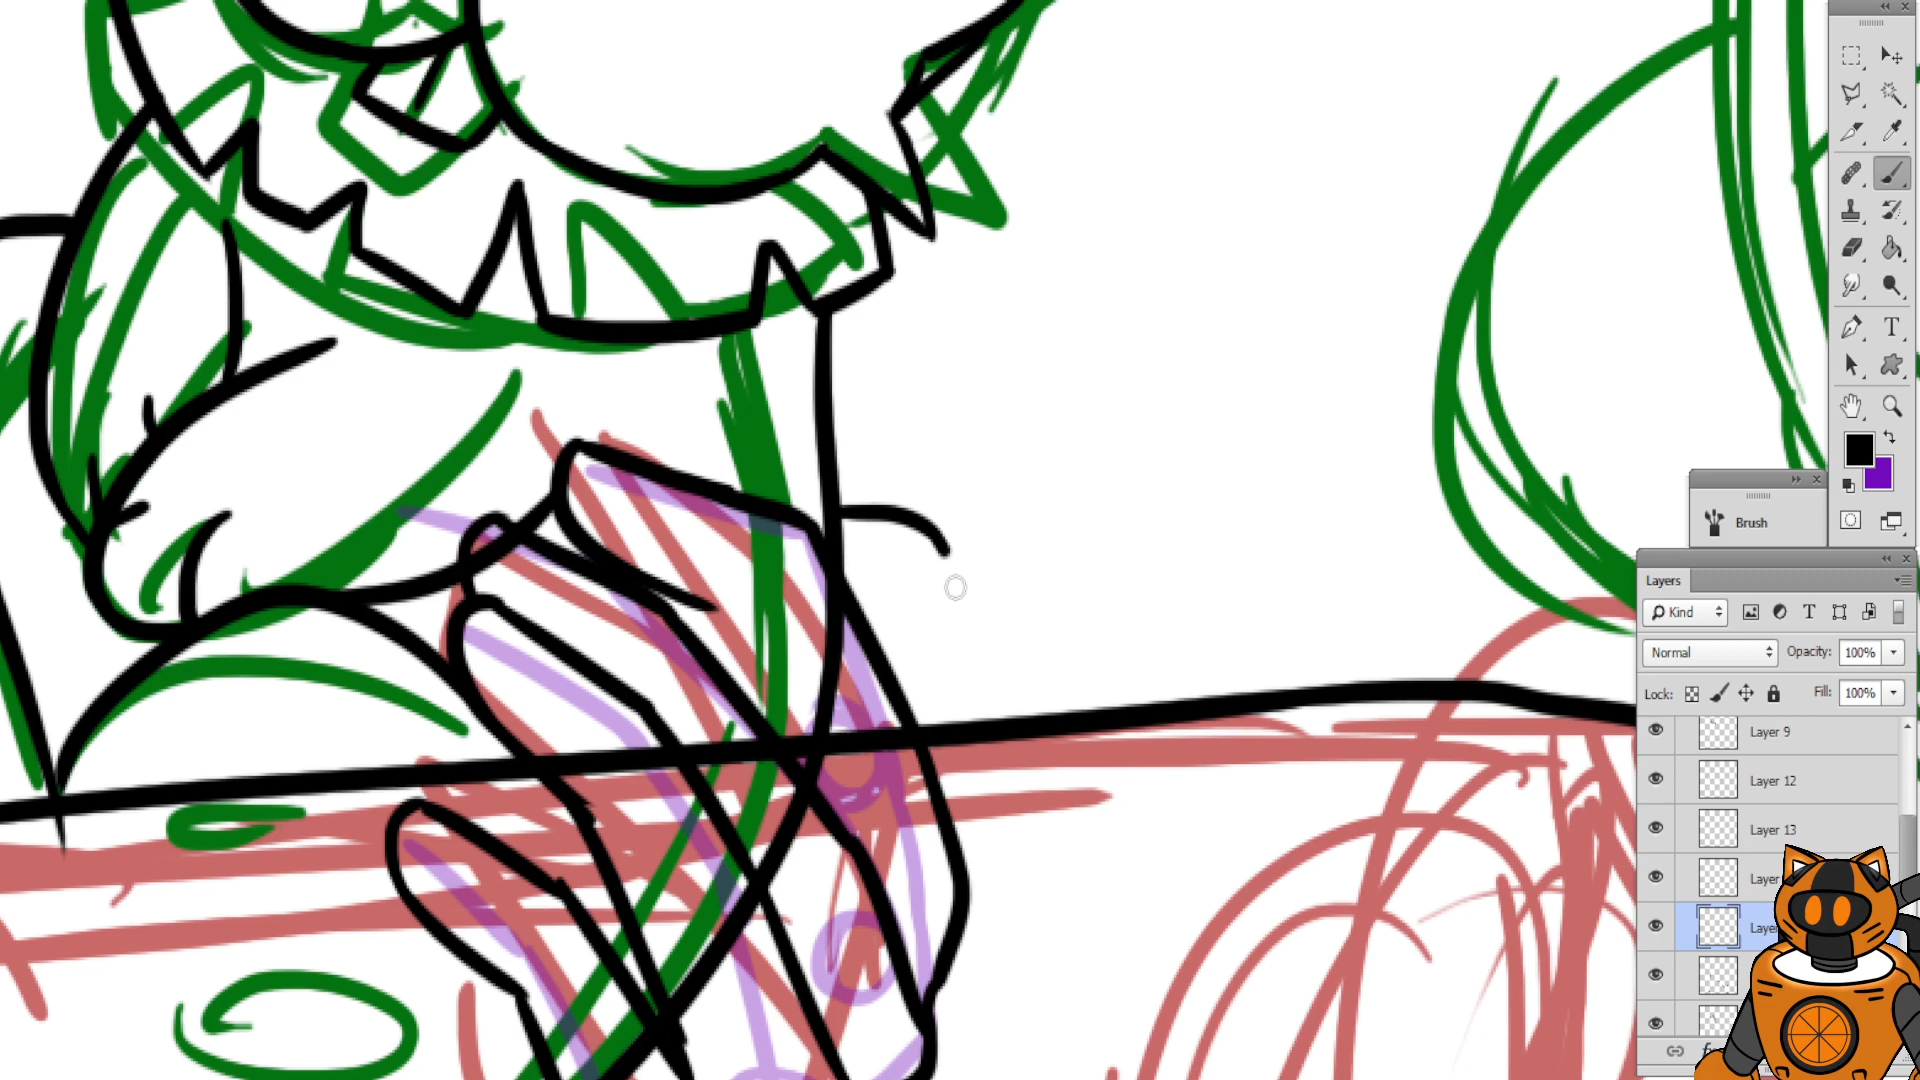 Brush
Layers
Kind
Normal
Opacity: 100%
Lock:
Fill: 100%
Layer 9
Layer 12
Layer 13
Layer
Laye